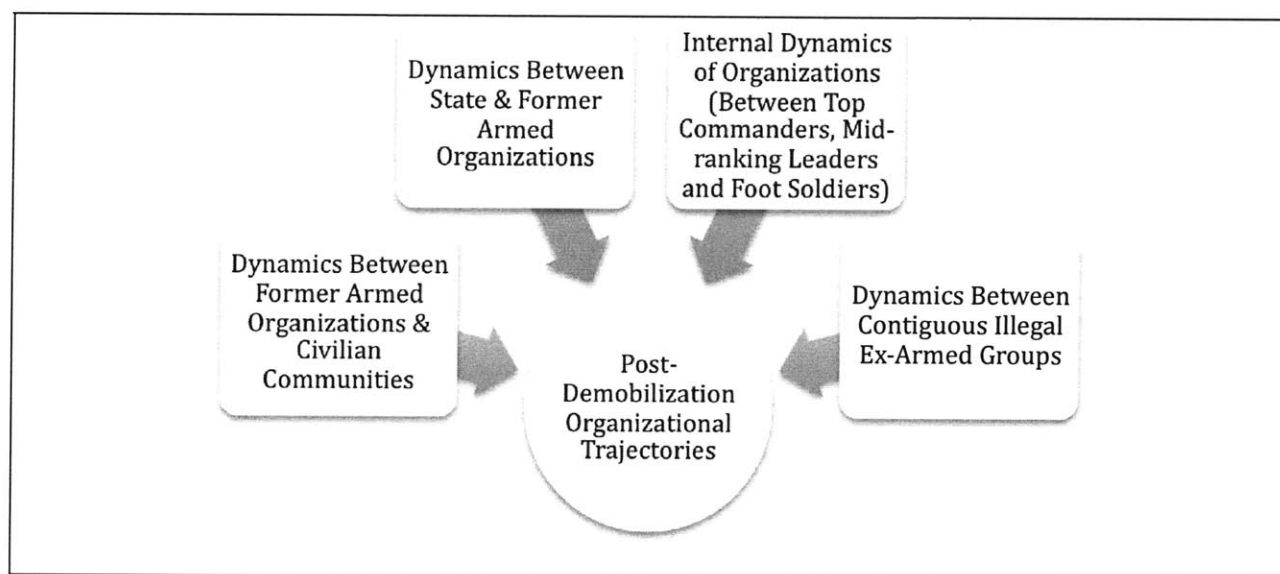 Dynamics Between
State & Former
Armed
Organizations
Internal Dynamics
of Organizations
(Between Top
Commanders, Mid-
ranking Leaders
and Foot Soldiers)
Dynamics Between
Former Armed
Organizations &
Civilian
Communities
Dynamics Between
Contiguous Illegal
Ex-Armed Groups
Post-
Demobilization
Organizational
Trajectories